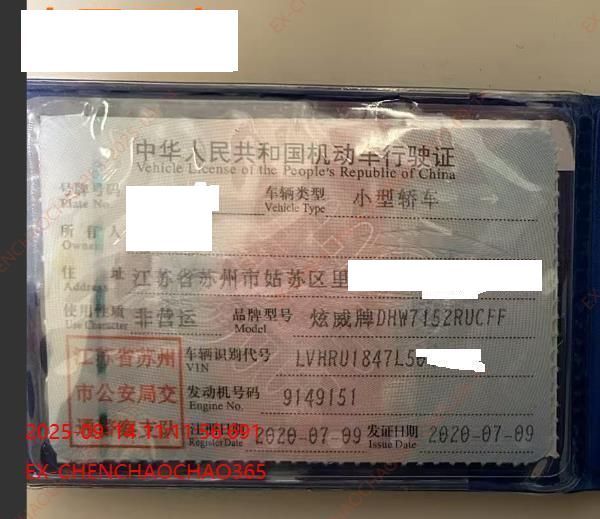 中华人民共和国机动车行驶证
Vehicle License of the People's Republic of China
号牌号码 车辆类型 小型轿车
Plate No. Vehicle Type
所有人
Owner
住址 江苏省苏州市姑苏区里
Address
使用性质 非营运 品牌型号 炫威牌DHW7152RUCFF
Use Character Model
江苏省苏州 车辆识别代号 LVHRU1847L50
VIN
市公安局交 发动机号码 9149151
Engine No.
注册日期 2020-07-09 发证日期 2020-07-09
Register Date Issue Date
2025-09-14
EX-CHENCHAOCHAO365